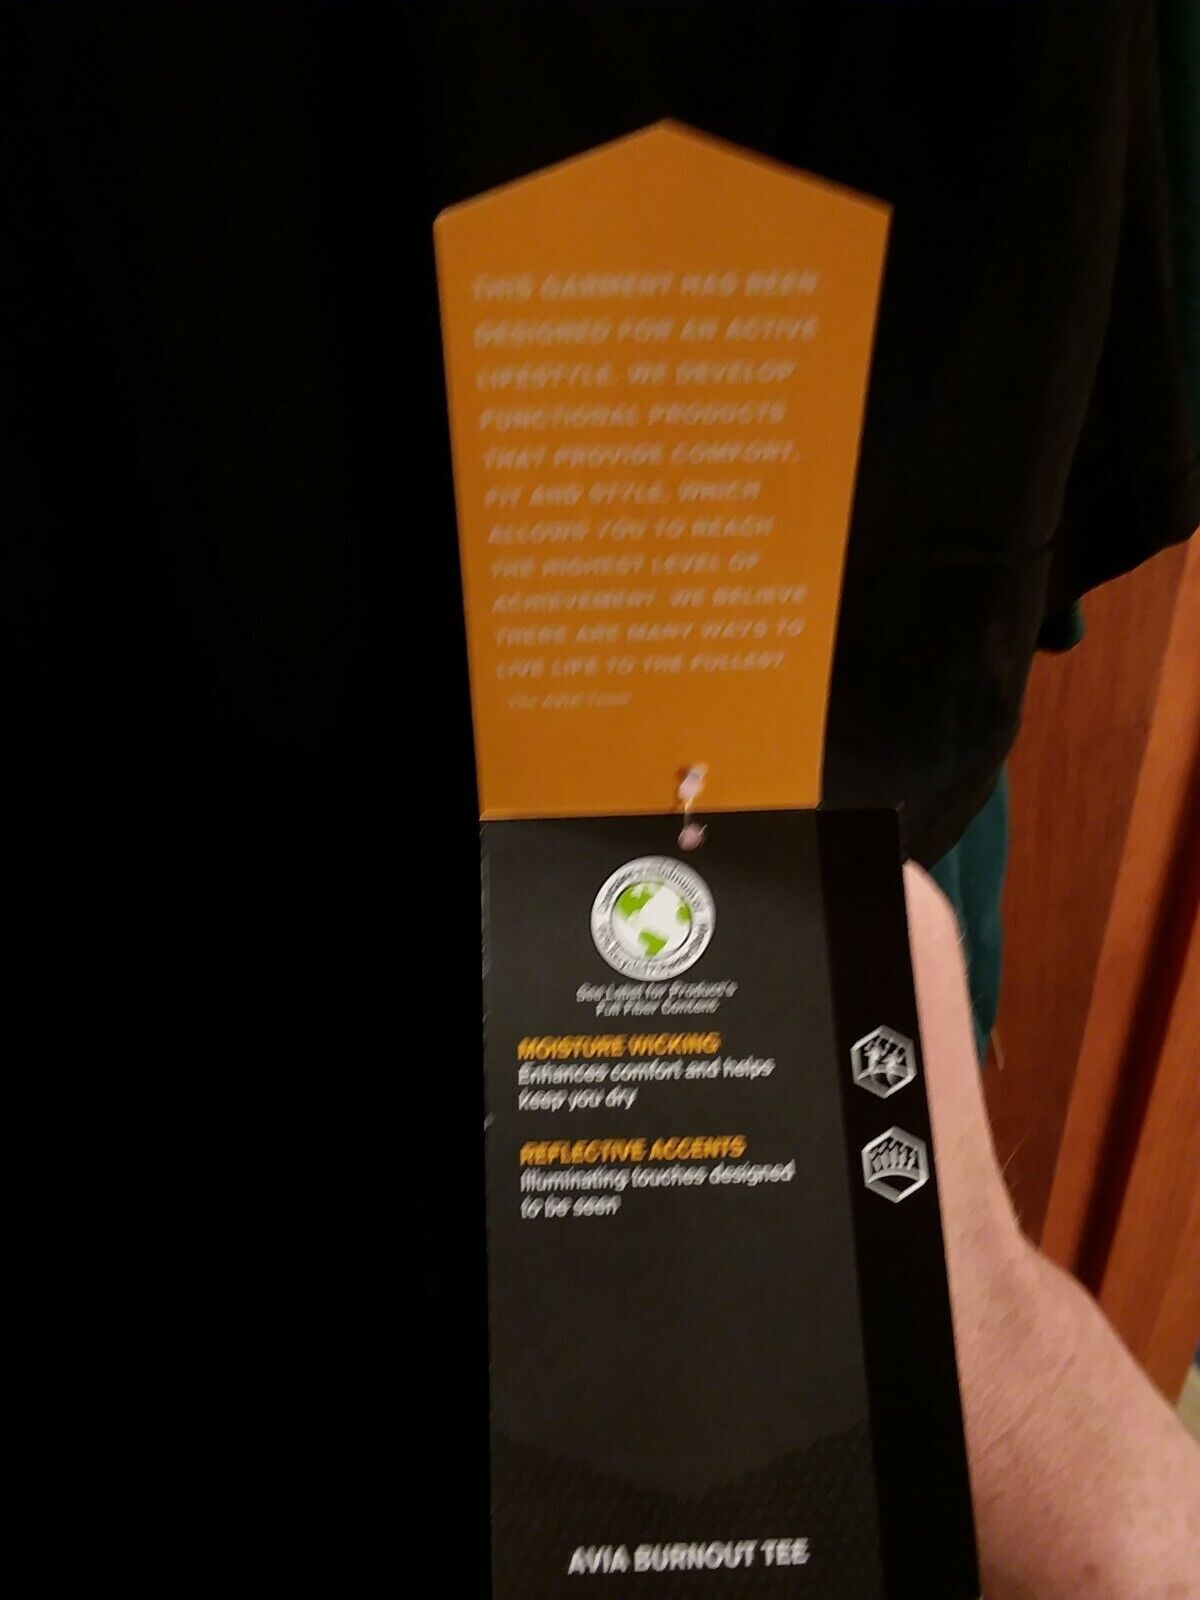 THIS GARMENT HAS BEEN
DESIGNED FOR AN ACTIVE
LIFESTYLE. WE DEVELOP
FUNCTIONAL PRODUCTS
THAT PROVIDE COMFORT,
FIT AND STYLE, WHICH
ALLOWS YOU TO REACH
THE HIGHEST LEVEL OF
ACHIEVEMENT. WE BELIEVE
THERE ARE MANY WAYS TO
LIVE LIFE TO THE FULLEST.
See Label for Product's
Full Fiber Content
MOISTURE WICKING
Enhances comfort and helps
keep you dry
REFLECTIVE ACCENTS
Illuminating touches designed
to be seen
AVIA BURNOUT TEE